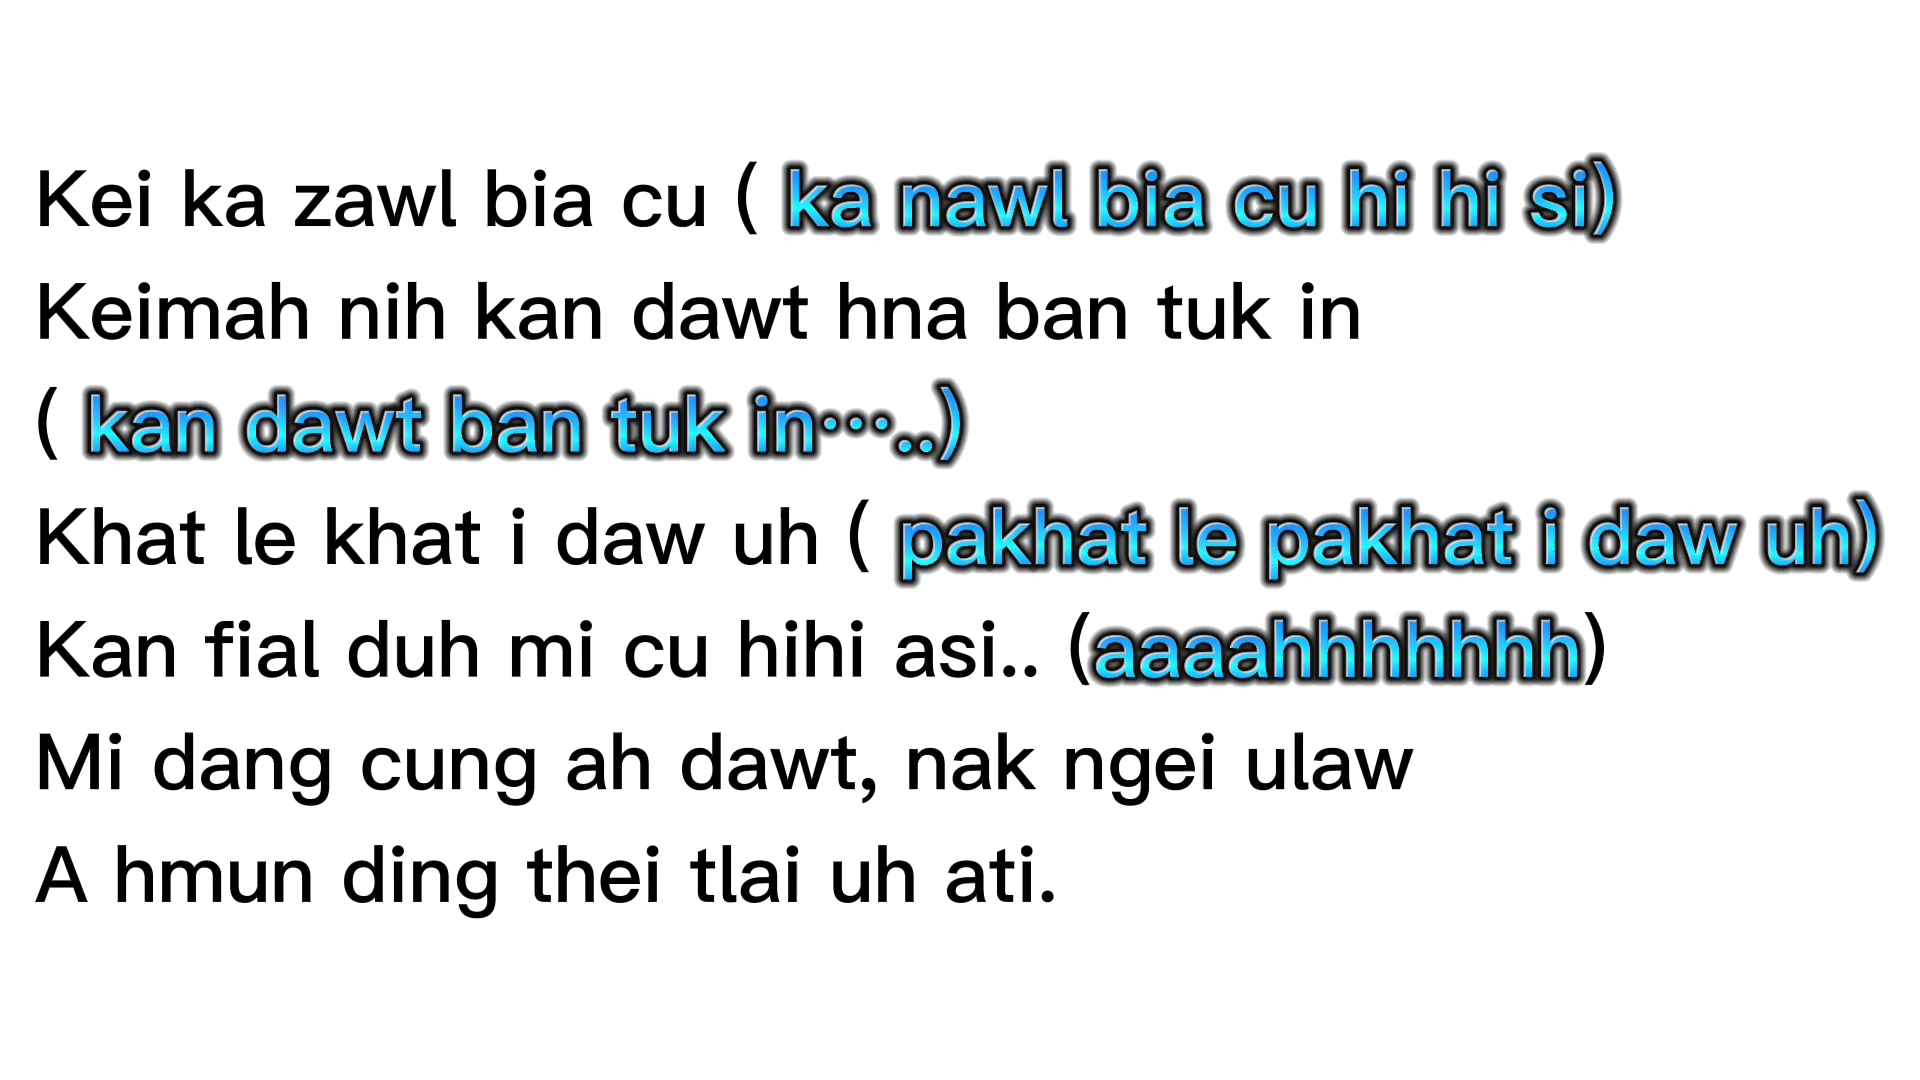 Kei ka zawl bia cu ( ka nawl bia cu hi hi si)
Keimah nih kan dawt hna ban tuk in
( kan dawt ban tuk in…..)
Khat le khat i daw uh ( pakhat le pakhat i daw uh)
Kan fial duh mi cu hihi asi.. (aaaahhhhhhh)
Mi dang cung ah dawt, nak ngei ulaw
A hmun ding thei tlai uh ati.